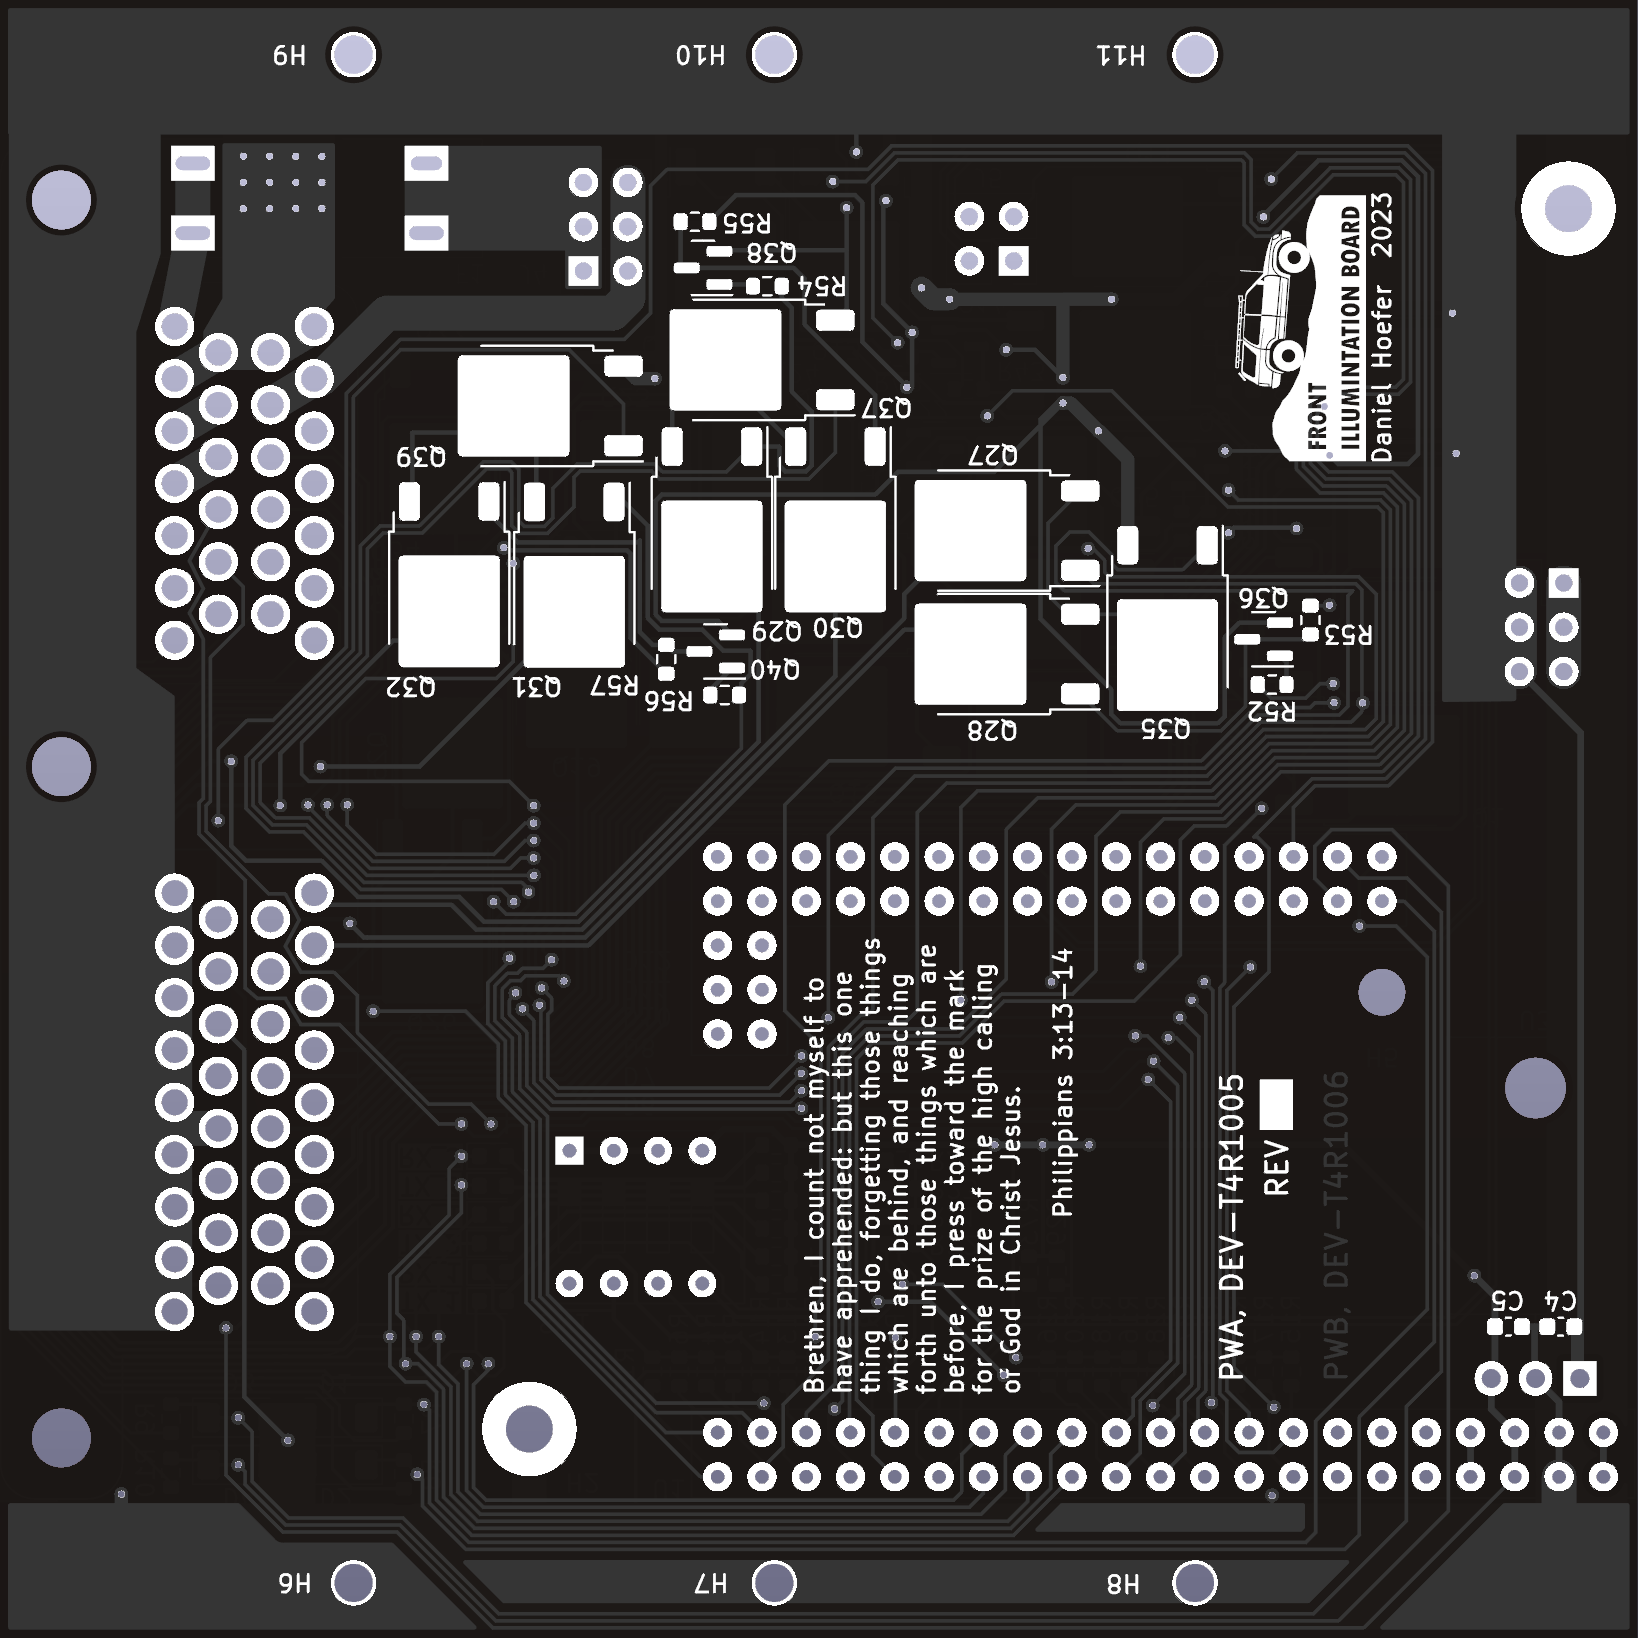 H9
H10
H11
R55
Q38
R54
Q37
Q39
Q27
FRONT
ILLUMINTATION BOARD
Daniel Hoefer 2023
Q36
R53
R52
Q29
Q30
Q40
Q32
Q31
R57
R56
Q28
Q35
Brethren, I count not myself to
have apprehended: but this one
thing I do, forgetting those things
which are behind, and reaching
forth unto those things which are
before, I press toward the mark
for the prize of the high calling
of God in Christ Jesus.
Philippians 3:13-14
PWA, DEV-T4R1005
REV
PWB, DEV-T4R1006
C5
C4
H6
H7
H8